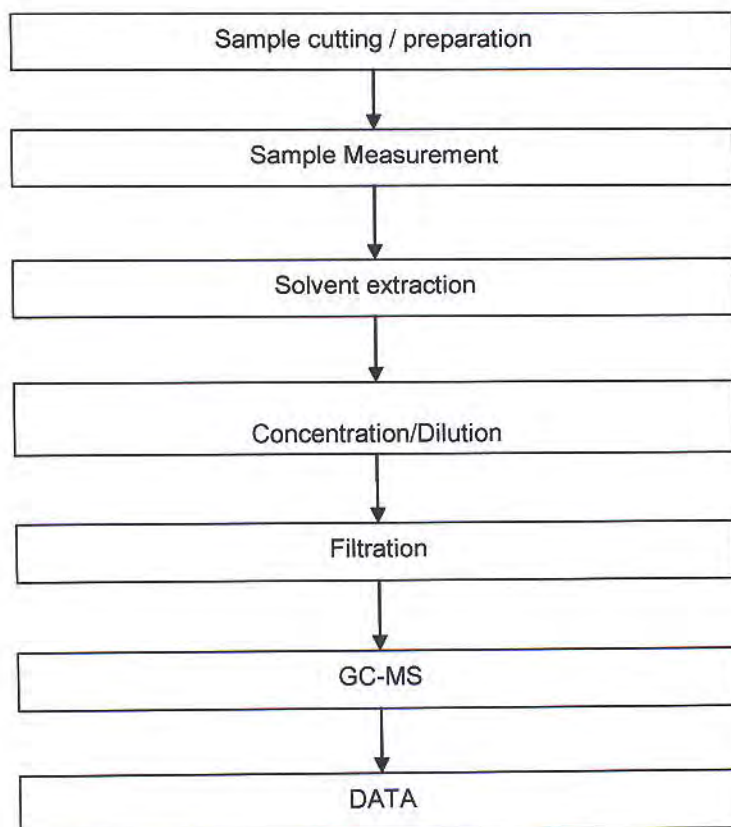 Sample cutting / preparation
Sample Measurement
Solvent extraction
Concentration/Dilution
Filtration
GC-MS
DATA